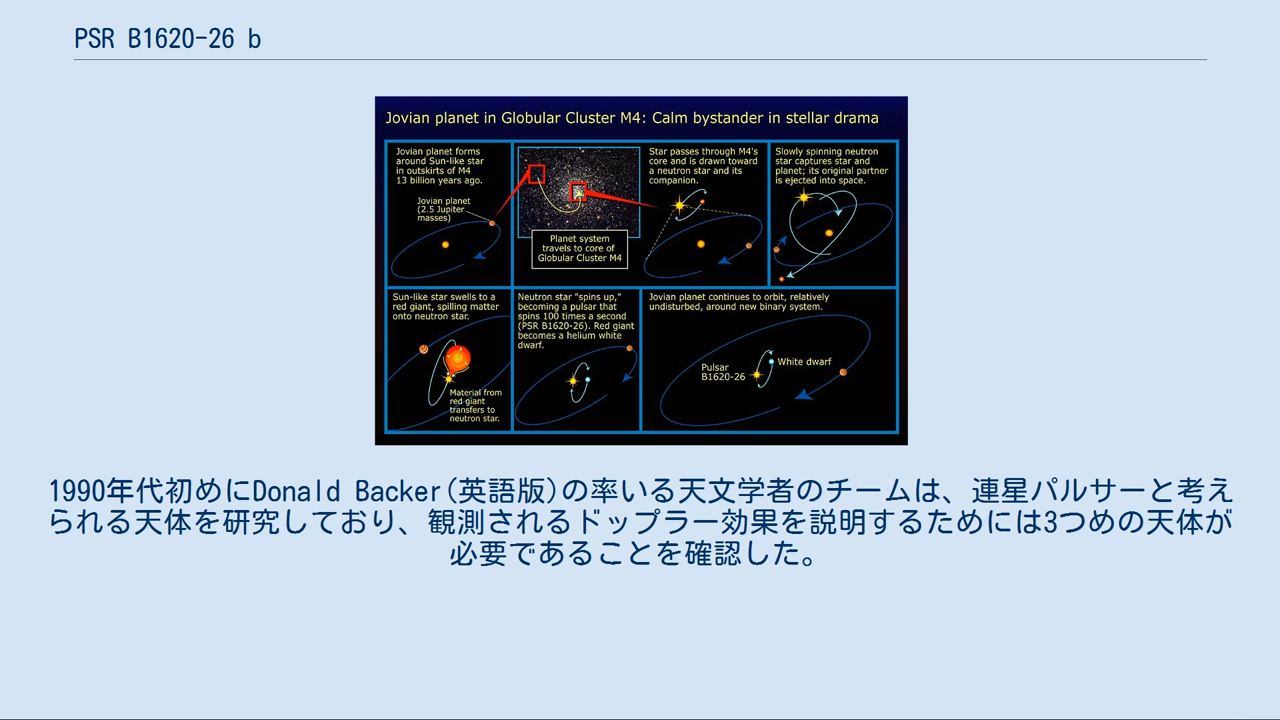 PSR B1620-26 b
Jovian planet in Globular Cluster M4: Calm bystander in stellar drama
Jovian planet forms
around Sun-like star
in outskirts of M4
13 billion years ago.
Jovian planet
(2.5 Jupiter
masses)
Planet system
travels to core of
Globular Cluster M4
Star passes through M4's
core and is drawn toward
a neutron star and its
companion.
Slowly spinning neutron
star captures star and
planet; its original partner
is ejected into space.
Sun-like star swells to a
red giant, spilling matter
onto neutron star.
Material from
red giant
transfers to
neutron star.
Neutron star "spins up,"
becoming a pulsar that
spins 100 times a second
(PSR B1620-26). Red giant
becomes a helium white
dwarf.
Jovian planet continues to orbit, relatively
undisturbed, around new binary system.
Pulsar
B1620-26
White dwarf
1990年代初めにDonald Backer(英語版)の率いる天文学者のチームは、連星パルサーと考え
られる天体を研究しており、観測されるドップラー効果を説明するためには3つめの天体が
必要であることを確認した。